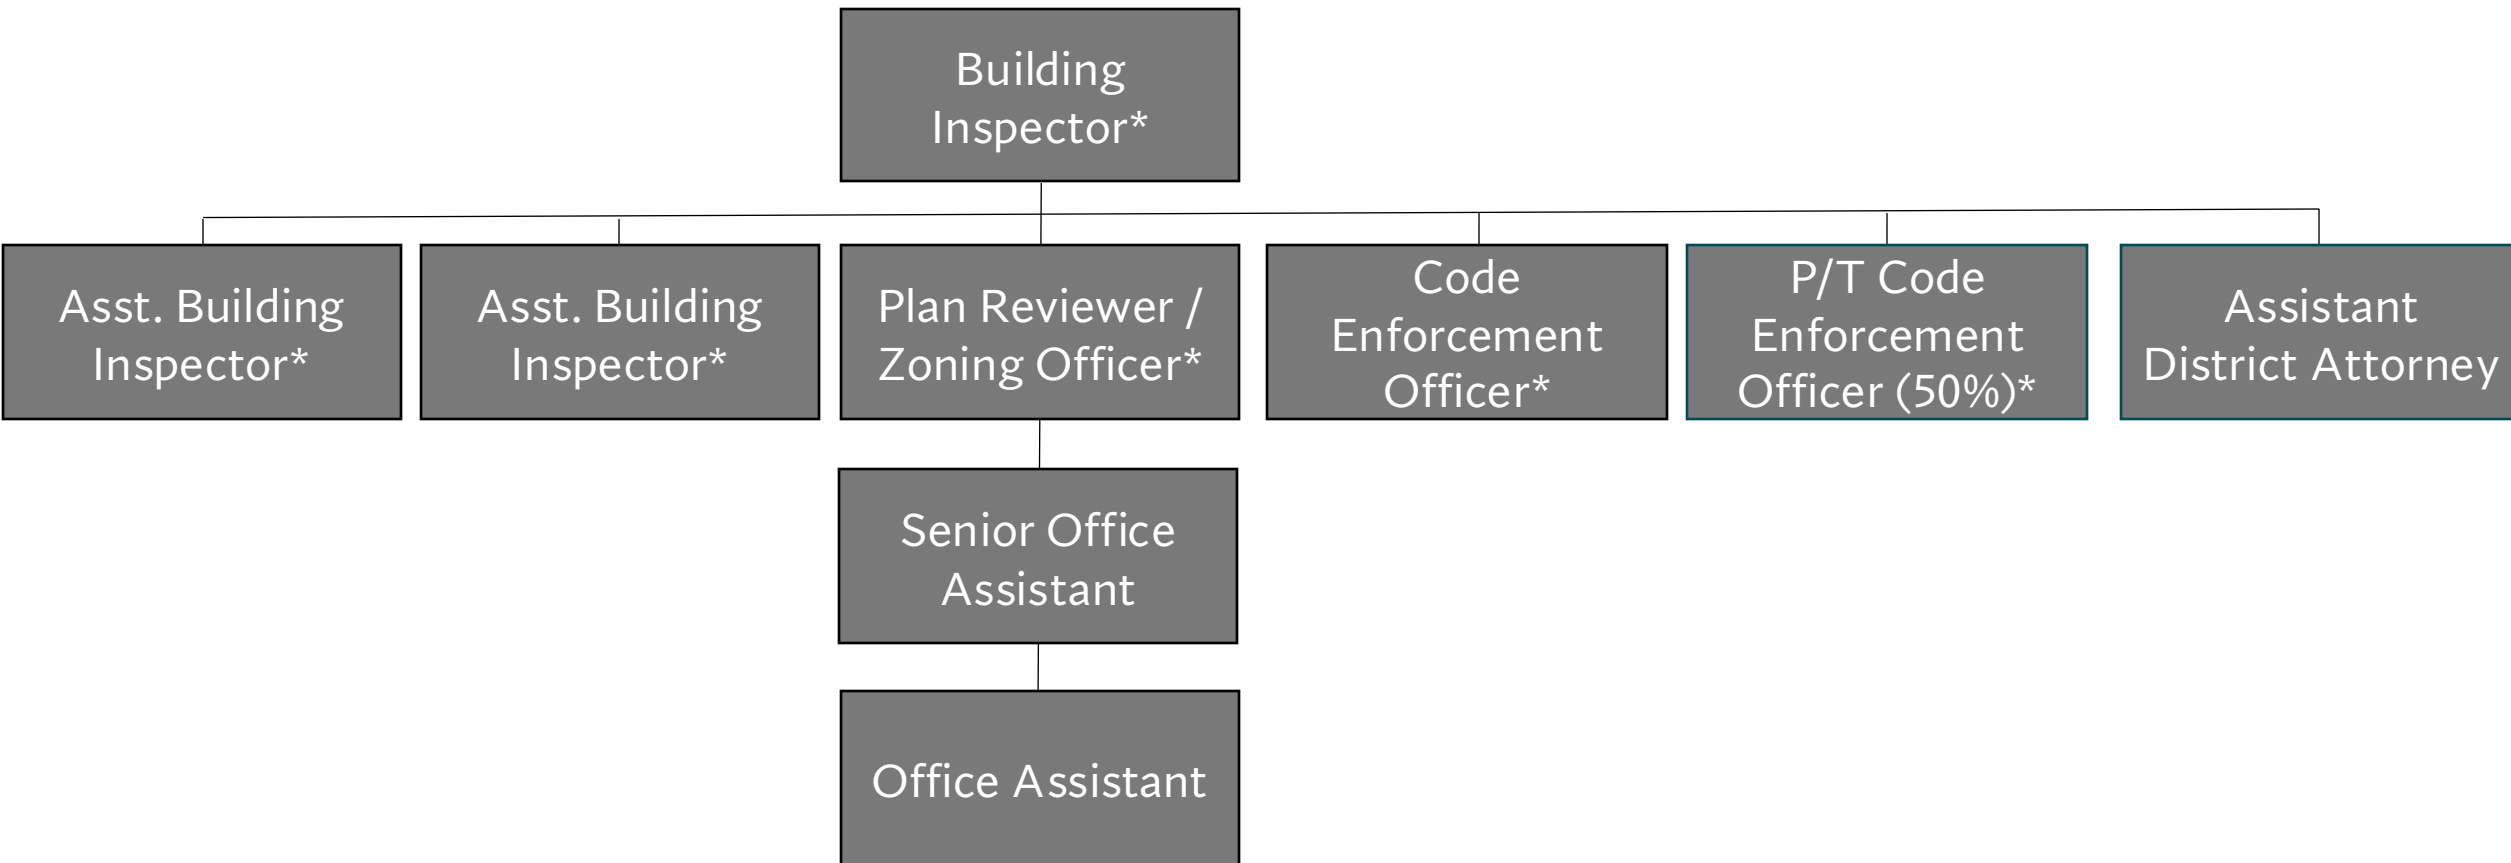 Building
Inspector*
Asst. Building
Inspector*
Asst. Building
Inspector*
Plan Reviewer /
Zoning Officer*
Code
Enforcement
Officer*
P/T Code
Enforcement
Officer (50%)*
Assistant
District Attorney
Senior Office
Assistant
Office Assistant